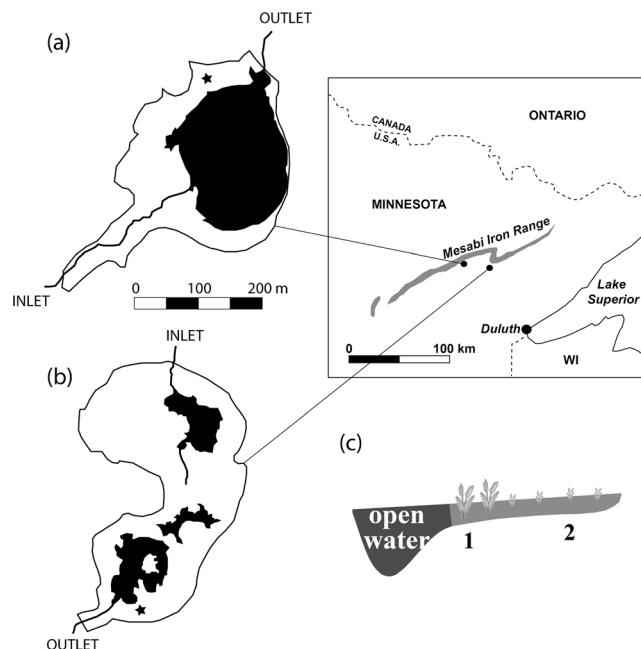 (a)
OUTLET
INLET
0 100 200 m
CANADA
U.S.A.
ONTARIO
MINNESOTA
Mesabi Iron Range
Lake
Superior
Duluth
WI
0 100 km
(b)
INLET
OUTLET
(c)
open
water
1
2